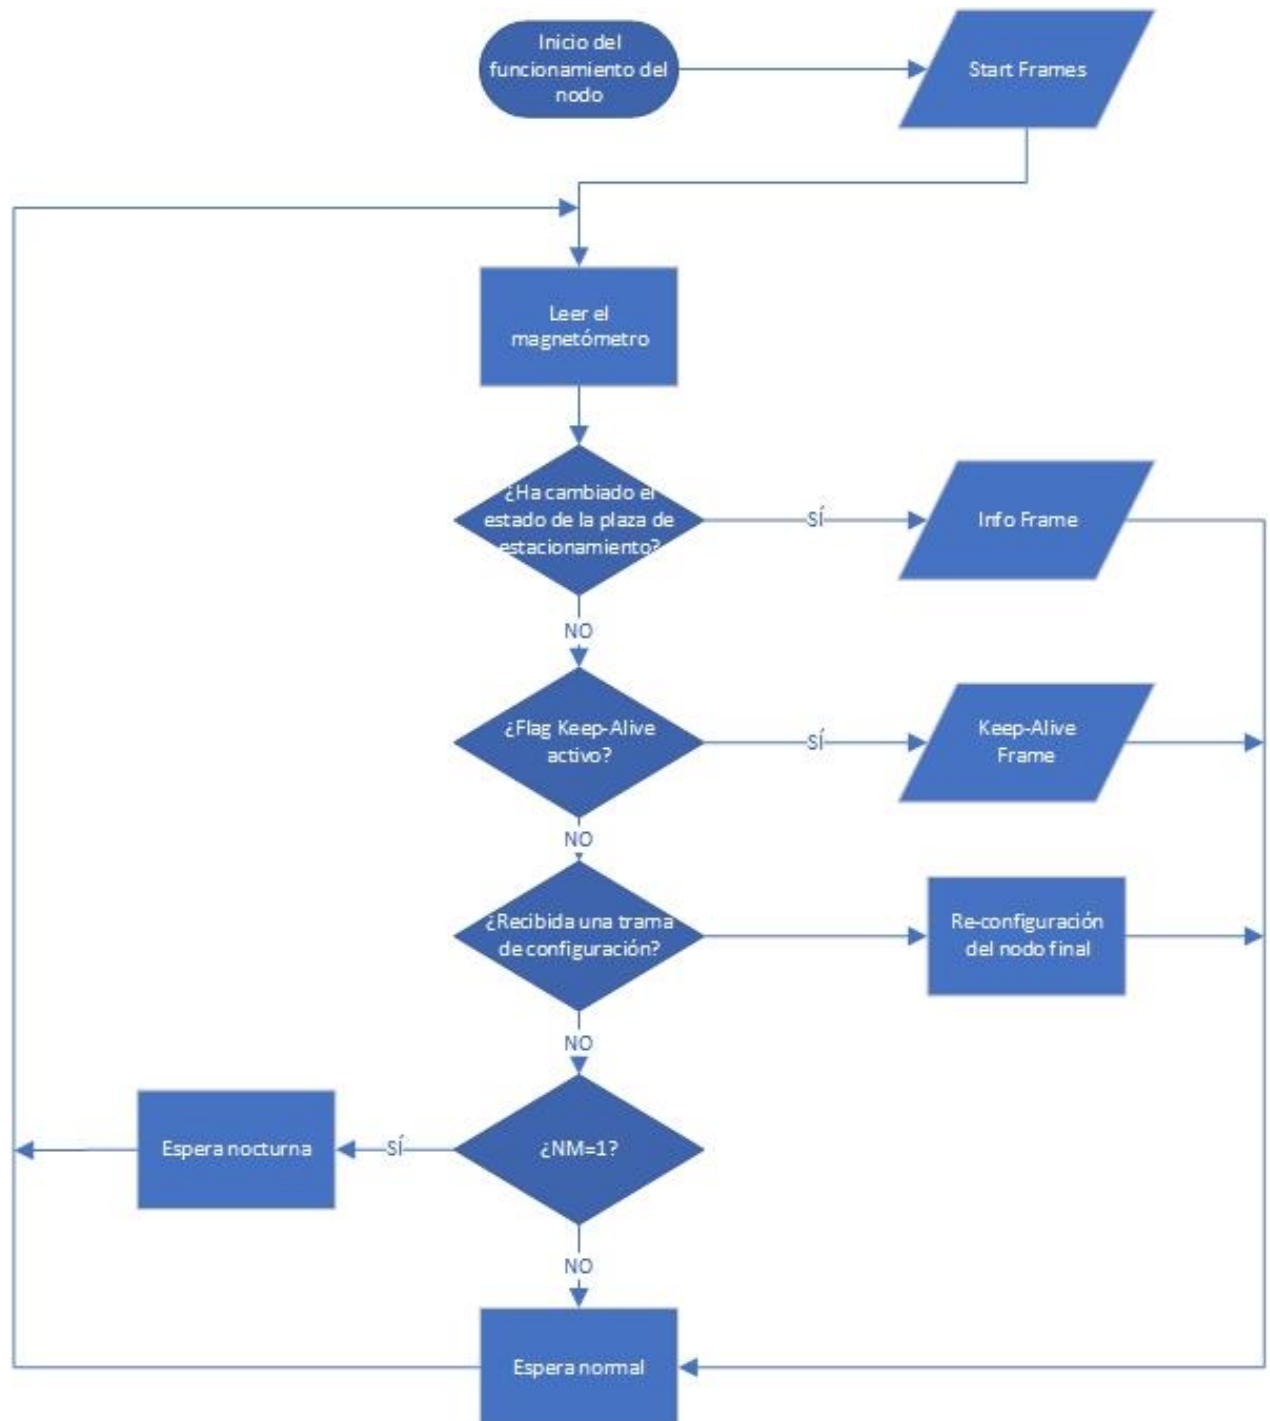 Inicio del
funcionamiento del
nodo
Start Frames
Leer el
magnetómetro
¿Ha cambiado el
estado de la plaza de
estacionamiento?
SÍ
Info Frame
NO
¿Flag Keep-Alive
activo?
SÍ
Keep-Alive
Frame
NO
¿Recibida una trama
de configuración?
Re-configuración
del nodo final
NO
Espera nocturna
SÍ
¿NM=1?
NO
Espera normal